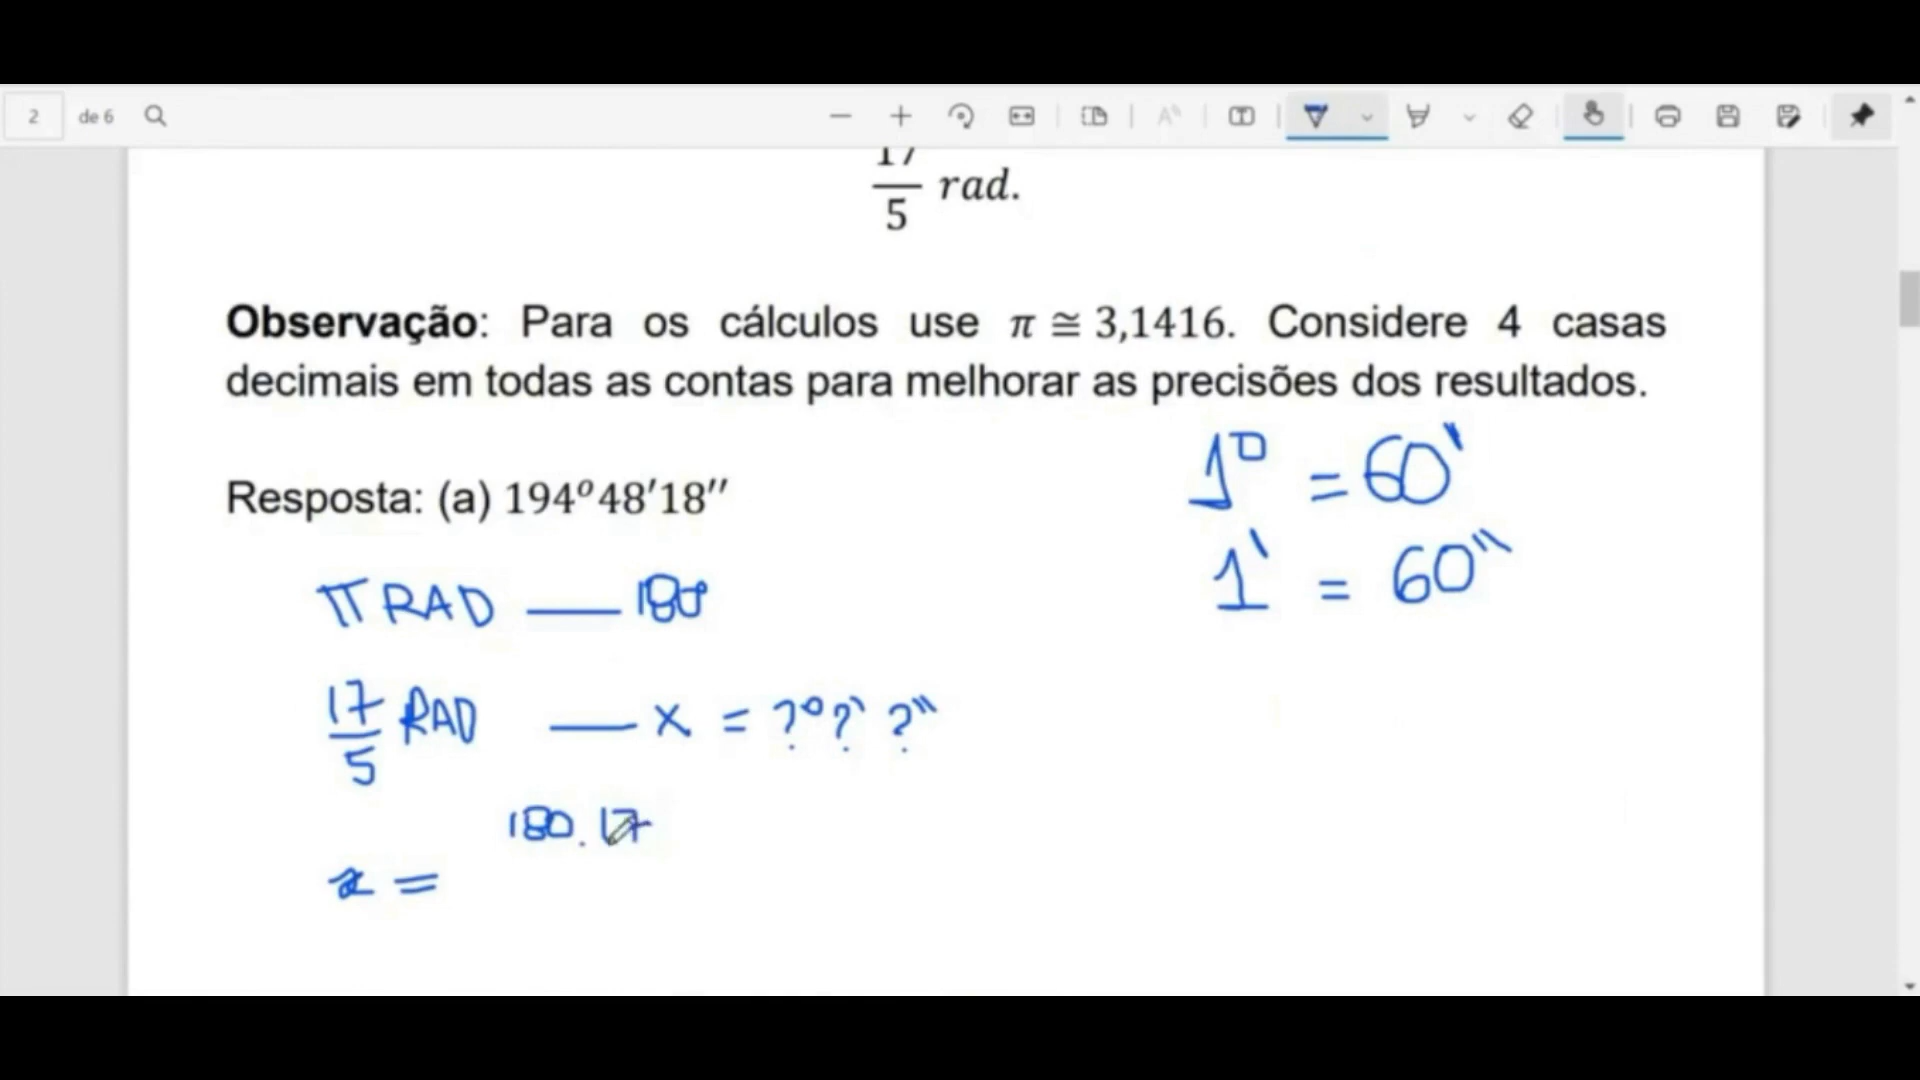 2 de 6
17
5 rad.
Observação: Para os cálculos use π ≅ 3,1416. Considere 4 casas
decimais em todas as contas para melhorar as precisões dos resultados.
1° = 60'
Resposta: (a) 194°48'18''
1' = 60''
π RAD — 180°
17
5 RAD — x = ?° ?' ?''
180.17
x =